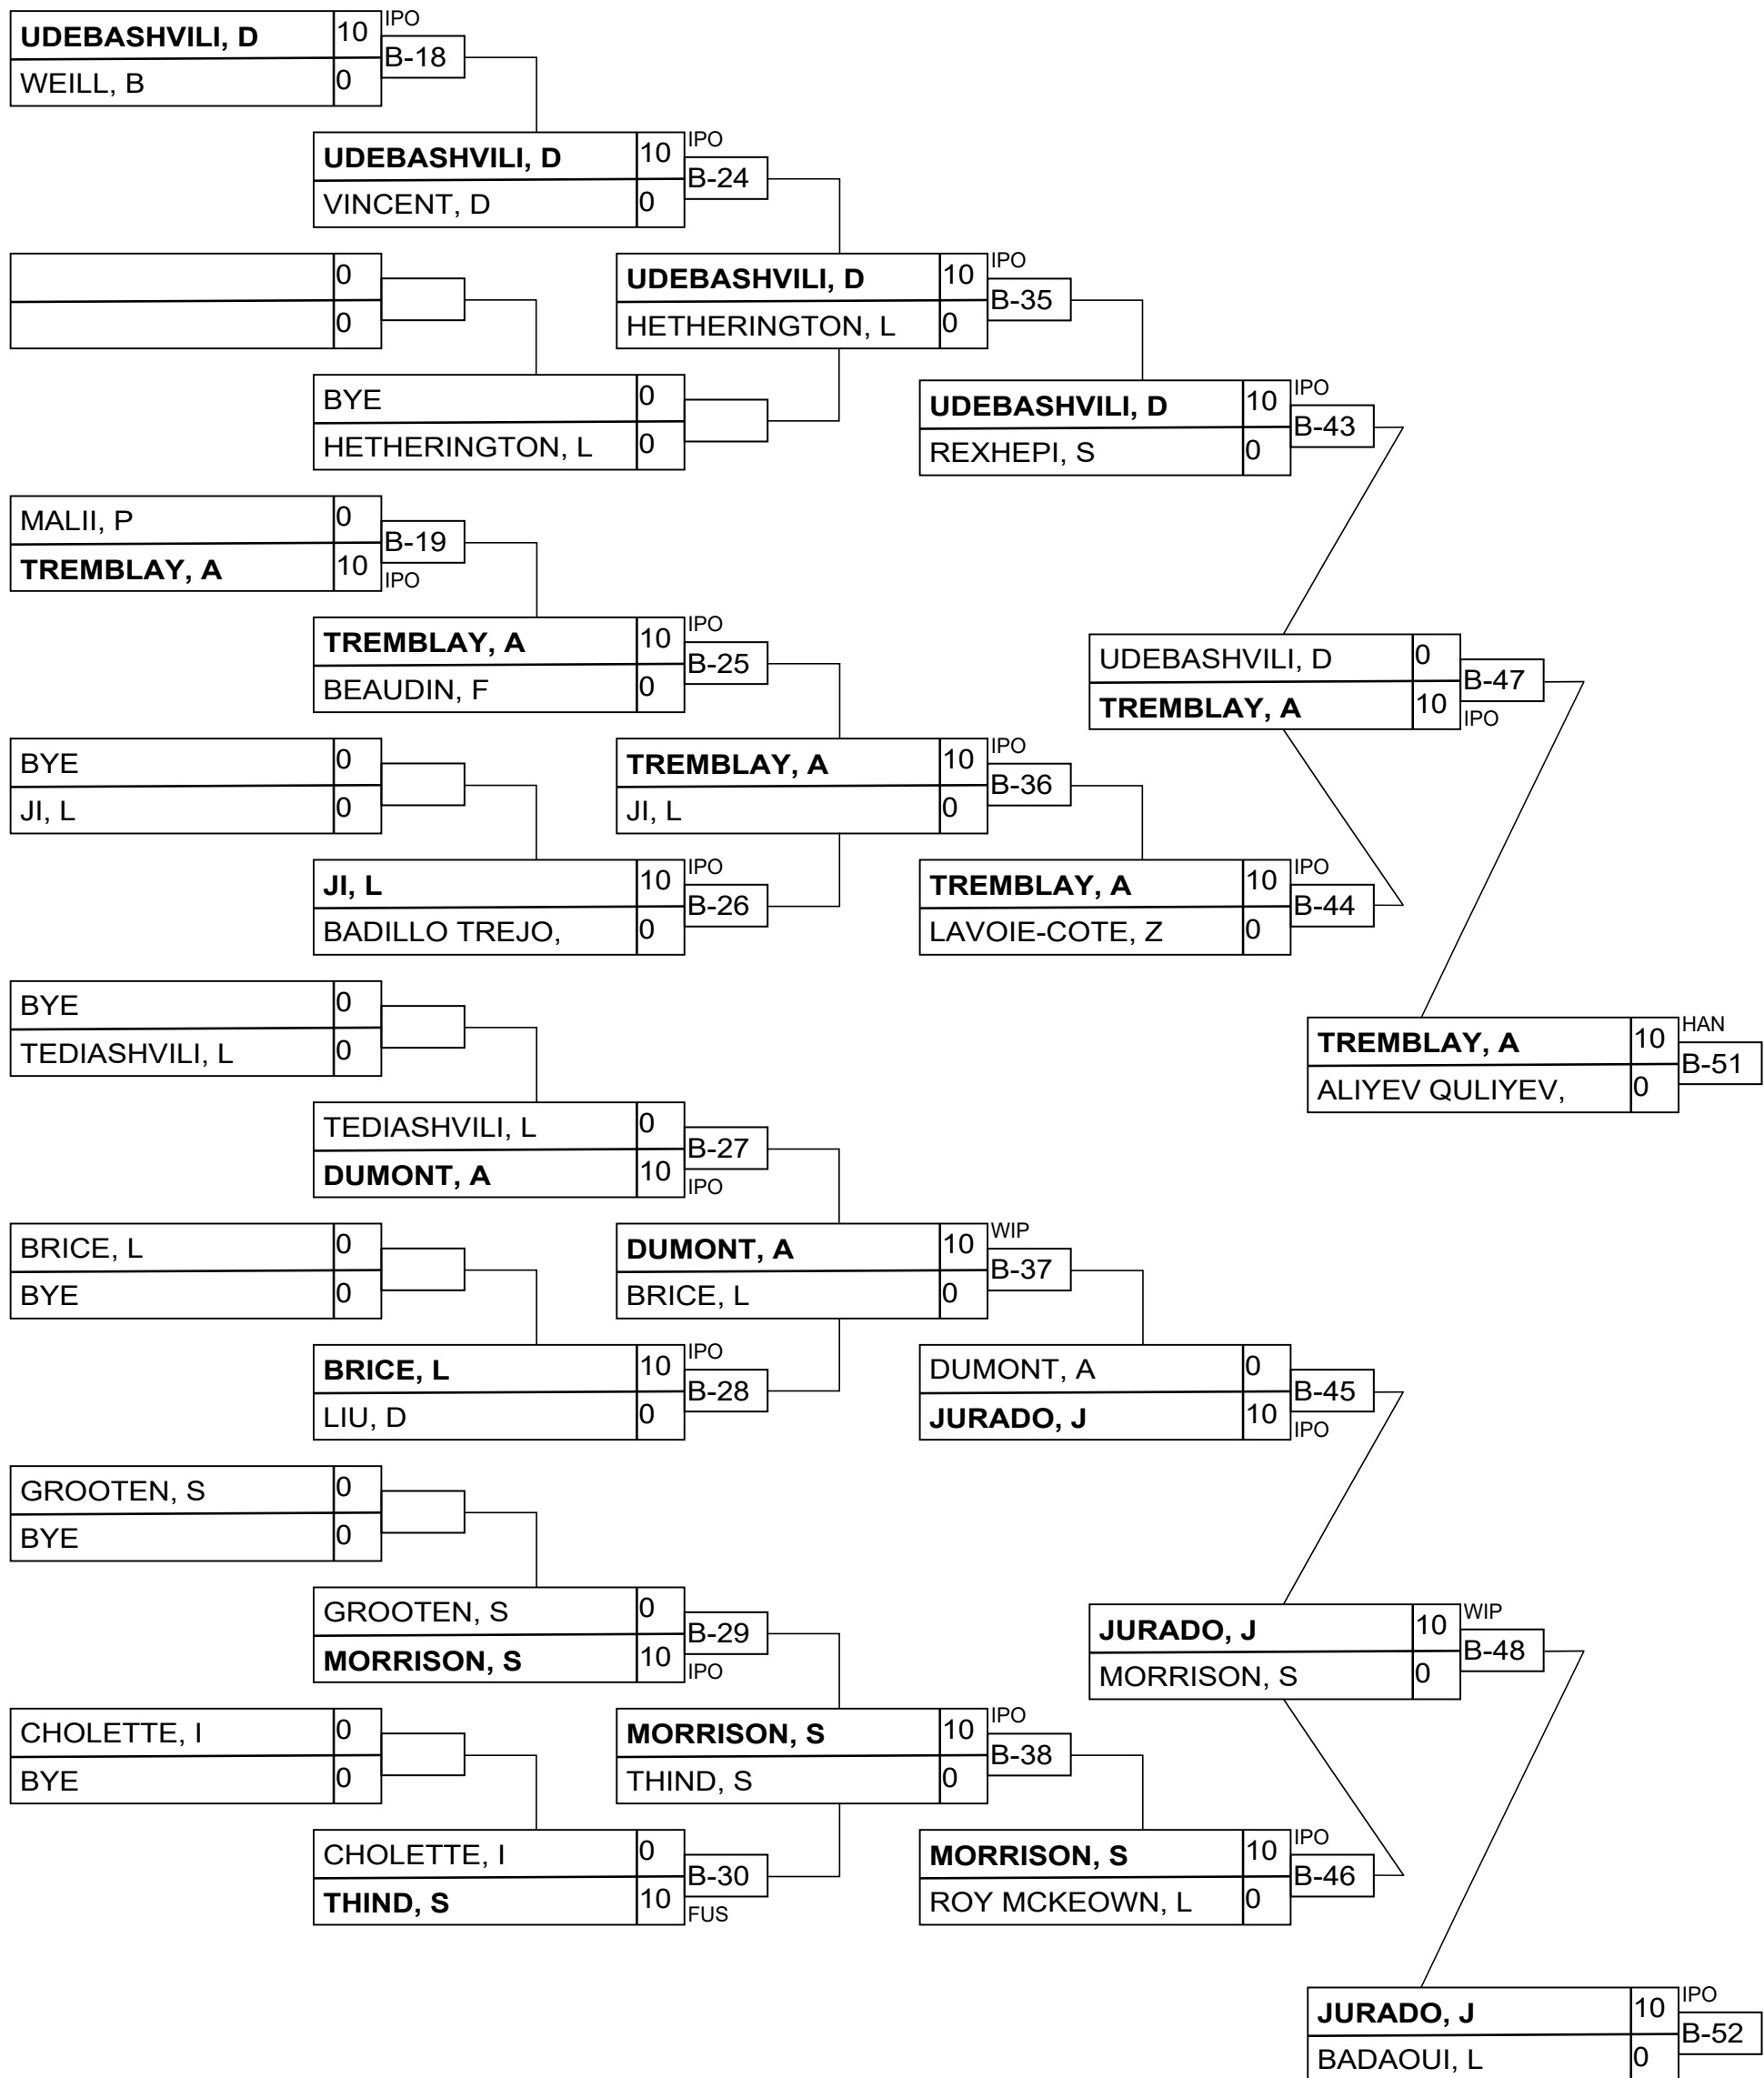 UDEBASHVILI, D 10 IPO
B-18
WEILL, B 0
UDEBASHVILI, D 10 IPO
B-24
VINCENT, D 0
0
0
UDEBASHVILI, D 10 IPO
B-35
HETHERINGTON, L 0
BYE 0
HETHERINGTON, L 0
UDEBASHVILI, D 10 IPO
B-43
REXHEPI, S 0
MALII, P 0
B-19
TREMBLAY, A 10 IPO
TREMBLAY, A 10 IPO
B-25
BEAUDIN, F 0
UDEBASHVILI, D 0
B-47
TREMBLAY, A 10 IPO
BYE 0
JI, L 0
TREMBLAY, A 10 IPO
B-36
JI, L 0
JI, L 10 IPO
B-26
BADILLO TREJO, 0
TREMBLAY, A 10 IPO
B-44
LAVOIE-COTE, Z 0
BYE 0
TEDIASHVILI, L 0
TREMBLAY, A 10 HAN
B-51
ALIYEV QULIYEV, 0
TEDIASHVILI, L 0
B-27
DUMONT, A 10 IPO
BRICE, L 0
BYE 0
DUMONT, A 10 WIP
B-37
BRICE, L 0
BRICE, L 10 IPO
B-28
LIU, D 0
DUMONT, A 0
B-45
JURADO, J 10 IPO
GROOTEN, S 0
BYE 0
GROOTEN, S 0
B-29
MORRISON, S 10 IPO
JURADO, J 10 WIP
B-48
MORRISON, S 0
CHOLETTE, I 0
BYE 0
MORRISON, S 10 IPO
B-38
THIND, S 0
CHOLETTE, I 0
B-30
THIND, S 10 FUS
MORRISON, S 10 IPO
B-46
ROY MCKEOWN, L 0
JURADO, J 10 IPO
B-52
BADAOUI, L 0